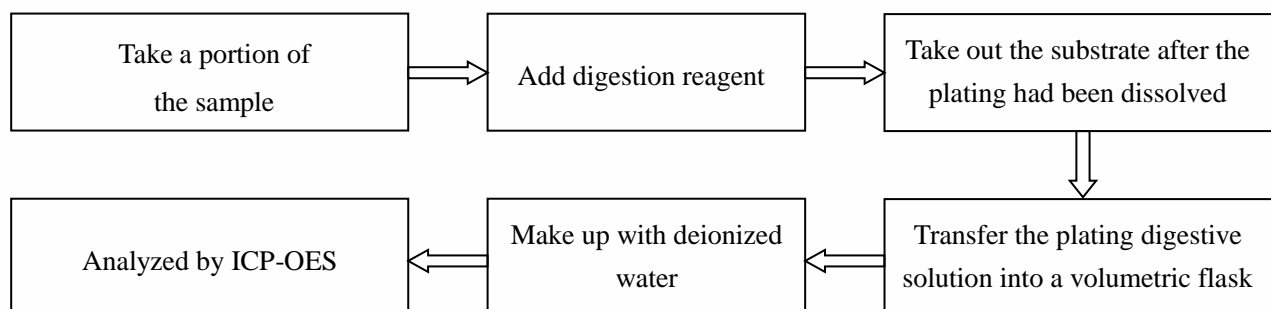 Take a portion of
the sample
Add digestion reagent
Take out the substrate after the
plating had been dissolved
Transfer the plating digestive
solution into a volumetric flask
Make up with deionized
water
Analyzed by ICP-OES